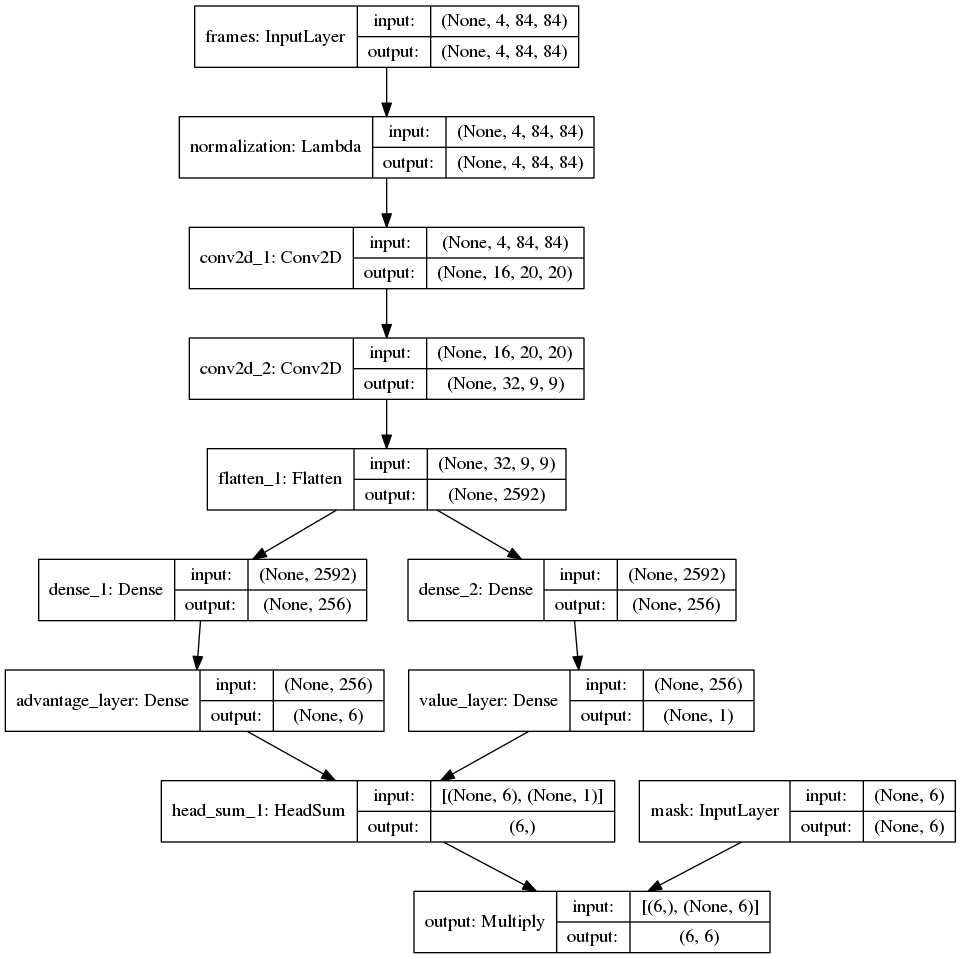 frames: InputLayer
input: (None, 4, 84, 84)
output: (None, 4, 84, 84)
normalization: Lambda
input: (None, 4, 84, 84)
output: (None, 4, 84, 84)
conv2d_1: Conv2D
input: (None, 4, 84, 84)
output: (None, 16, 20, 20)
conv2d_2: Conv2D
input: (None, 16, 20, 20)
output: (None, 32, 9, 9)
flatten_1: Flatten
input: (None, 32, 9, 9)
output: (None, 2592)
dense_1: Dense
input: (None, 2592)
output: (None, 256)
dense_2: Dense
input: (None, 2592)
output: (None, 256)
advantage_layer: Dense
input: (None, 256)
output: (None, 6)
value_layer: Dense
input: (None, 256)
output: (None, 1)
head_sum_1: HeadSum
input: [(None, 6), (None, 1)]
output: (6,)
mask: InputLayer
input: (None, 6)
output: (None, 6)
output: Multiply
input: [(6,), (None, 6)]
output: (6, 6)